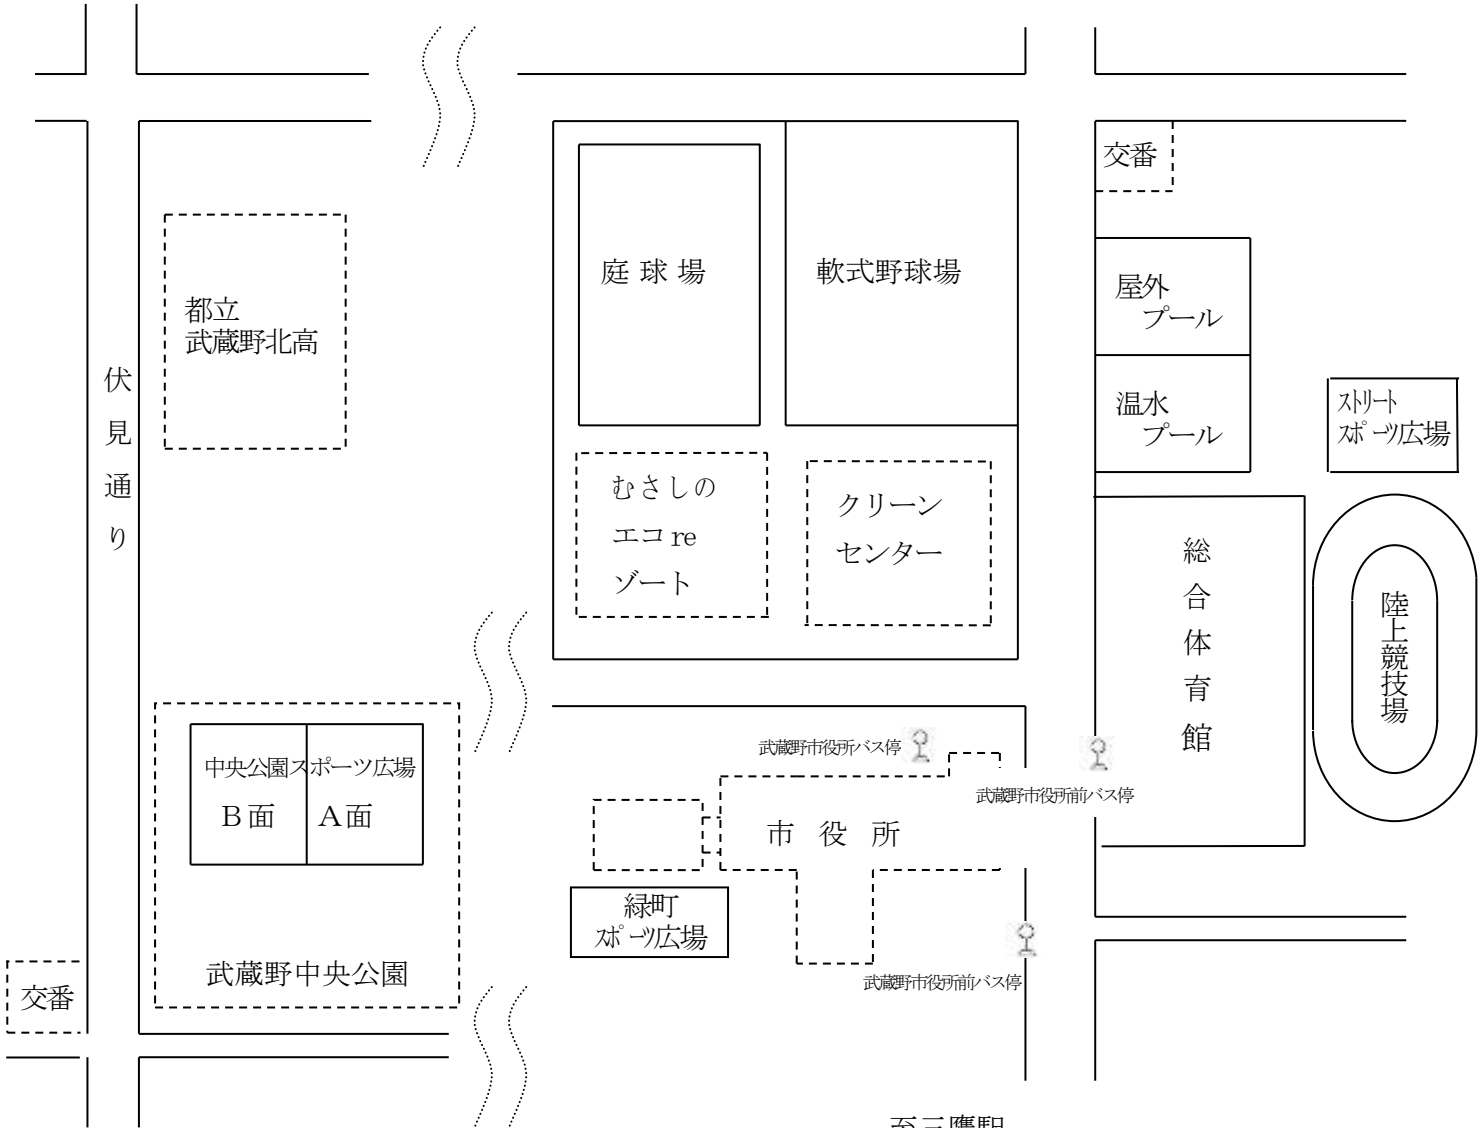 交番
庭球場
軟式野球場
都立
武蔵野北高
屋外
プール
伏見通り
温水
プール
ストリート
スポーツ広場
むさしの
エコre
ゾート
クリーン
センター
総合体育館
陸上競技場
武蔵野市役所バス停
武蔵野市役所前バス停
中央公園スポーツ広場
B面
A面
市役所
緑町
スポーツ広場
武蔵野中央公園
武蔵野市役所前バス停
交番
至三鷹駅